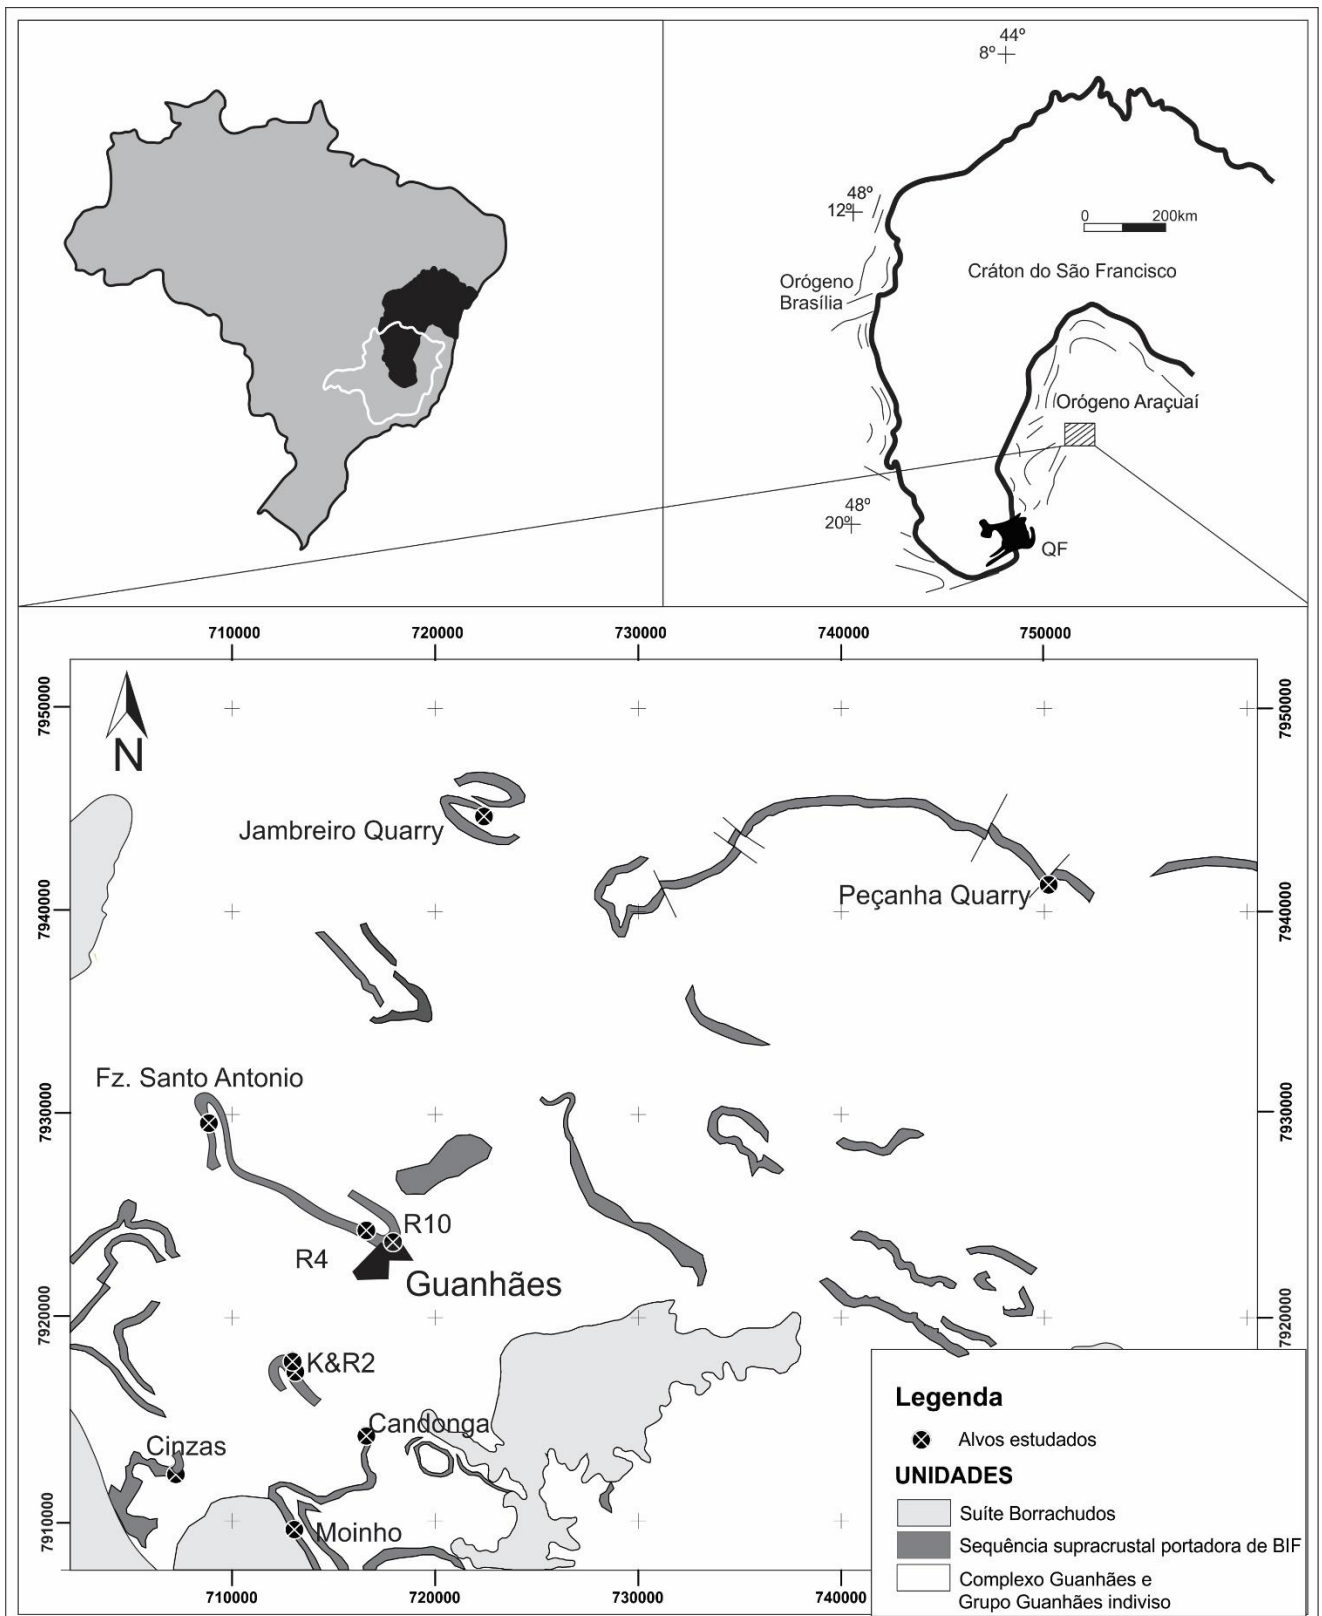 44º
8º
48º
12º
0 200km
Cráton do São Francisco
Orógeno
Brasília
Orógeno Araçuaí
48º
20º
QF
710000 720000 730000 740000 750000
7950000 7950000
N
Jambreiro Quarry
Peçanha Quarry
7940000 7940000
Fz. Santo Antonio
7930000 7930000
R10
R4
Guanhães
7920000 7920000
K&R2
Candonga
Cinzas
7910000 7910000
Moinho
710000 720000 730000 740000
Legenda
Alvos estudados
UNIDADES
Suíte Borrachudos
Sequência supracrustal portadora de BIF
Complexo Guanhães e
Grupo Guanhães indiviso